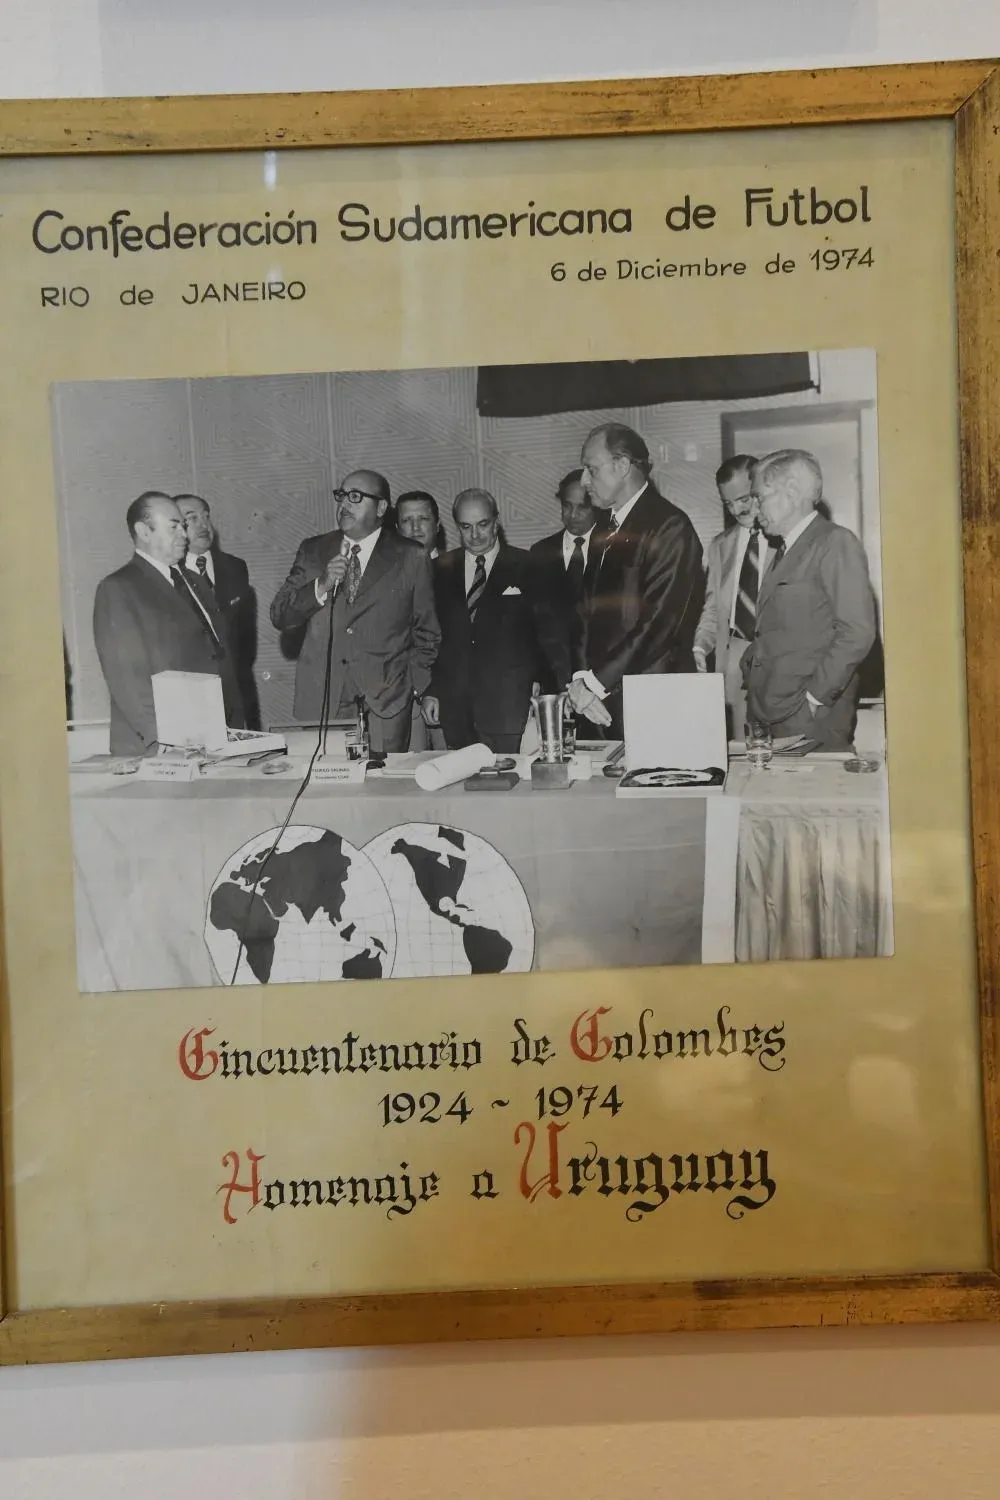 Confederación Sudamericana de Futbol
RIO de JANEIRO
6 de Diciembre de 1974
Cincuentenario de Colombes
1924 ~ 1974
Homenaje a Uruguay